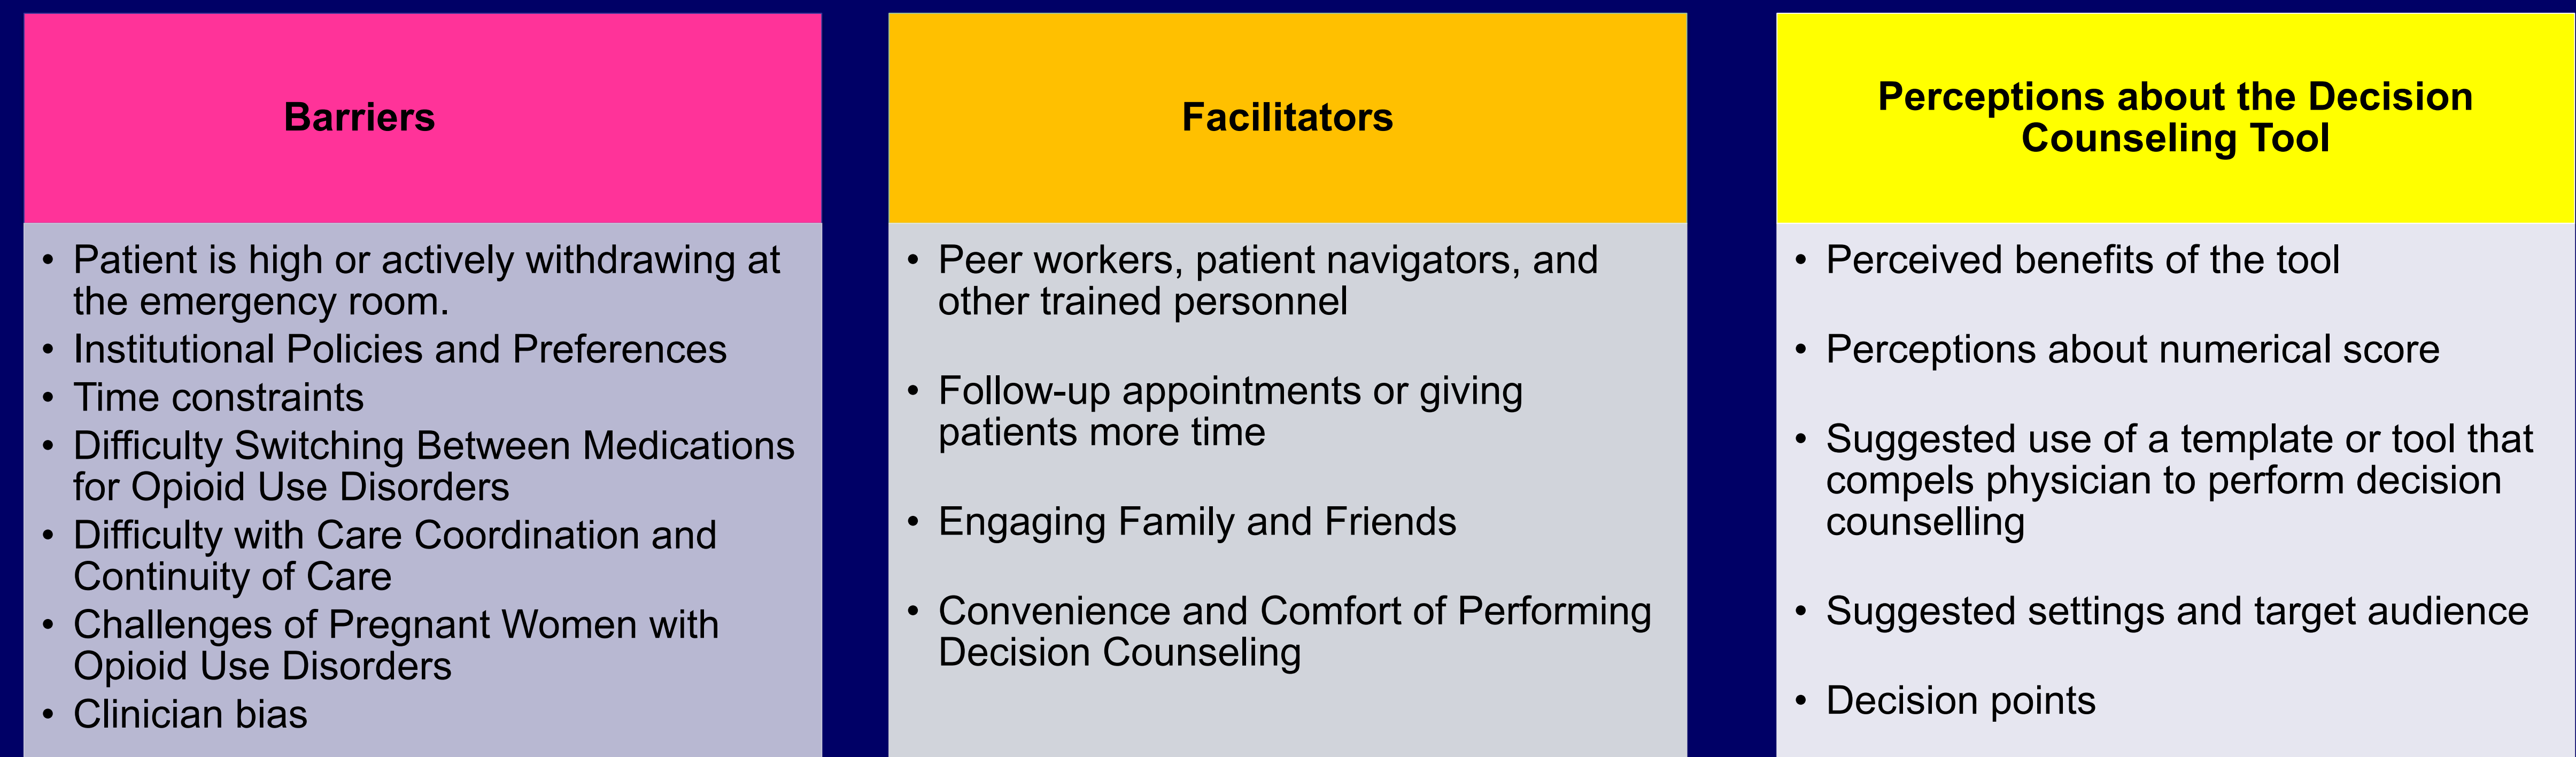 Barriers
• Patient is high or actively withdrawing at
the emergency room.
• Institutional Policies and Preferences
• Time constraints
• Difficulty Switching Between Medications
for Opioid Use Disorders
• Difficulty with Care Coordination and
Continuity of Care
• Challenges of Pregnant Women with
Opioid Use Disorders
• Clinician bias
Facilitators
• Peer workers, patient navigators, and
other trained personnel
• Follow-up appointments or giving
patients more time
• Engaging Family and Friends
• Convenience and Comfort of Performing
Decision Counseling
Perceptions about the Decision
Counseling Tool
• Perceived benefits of the tool
• Perceptions about numerical score
• Suggested use of a template or tool that
compels physician to perform decision
counselling
• Suggested settings and target audience
• Decision points